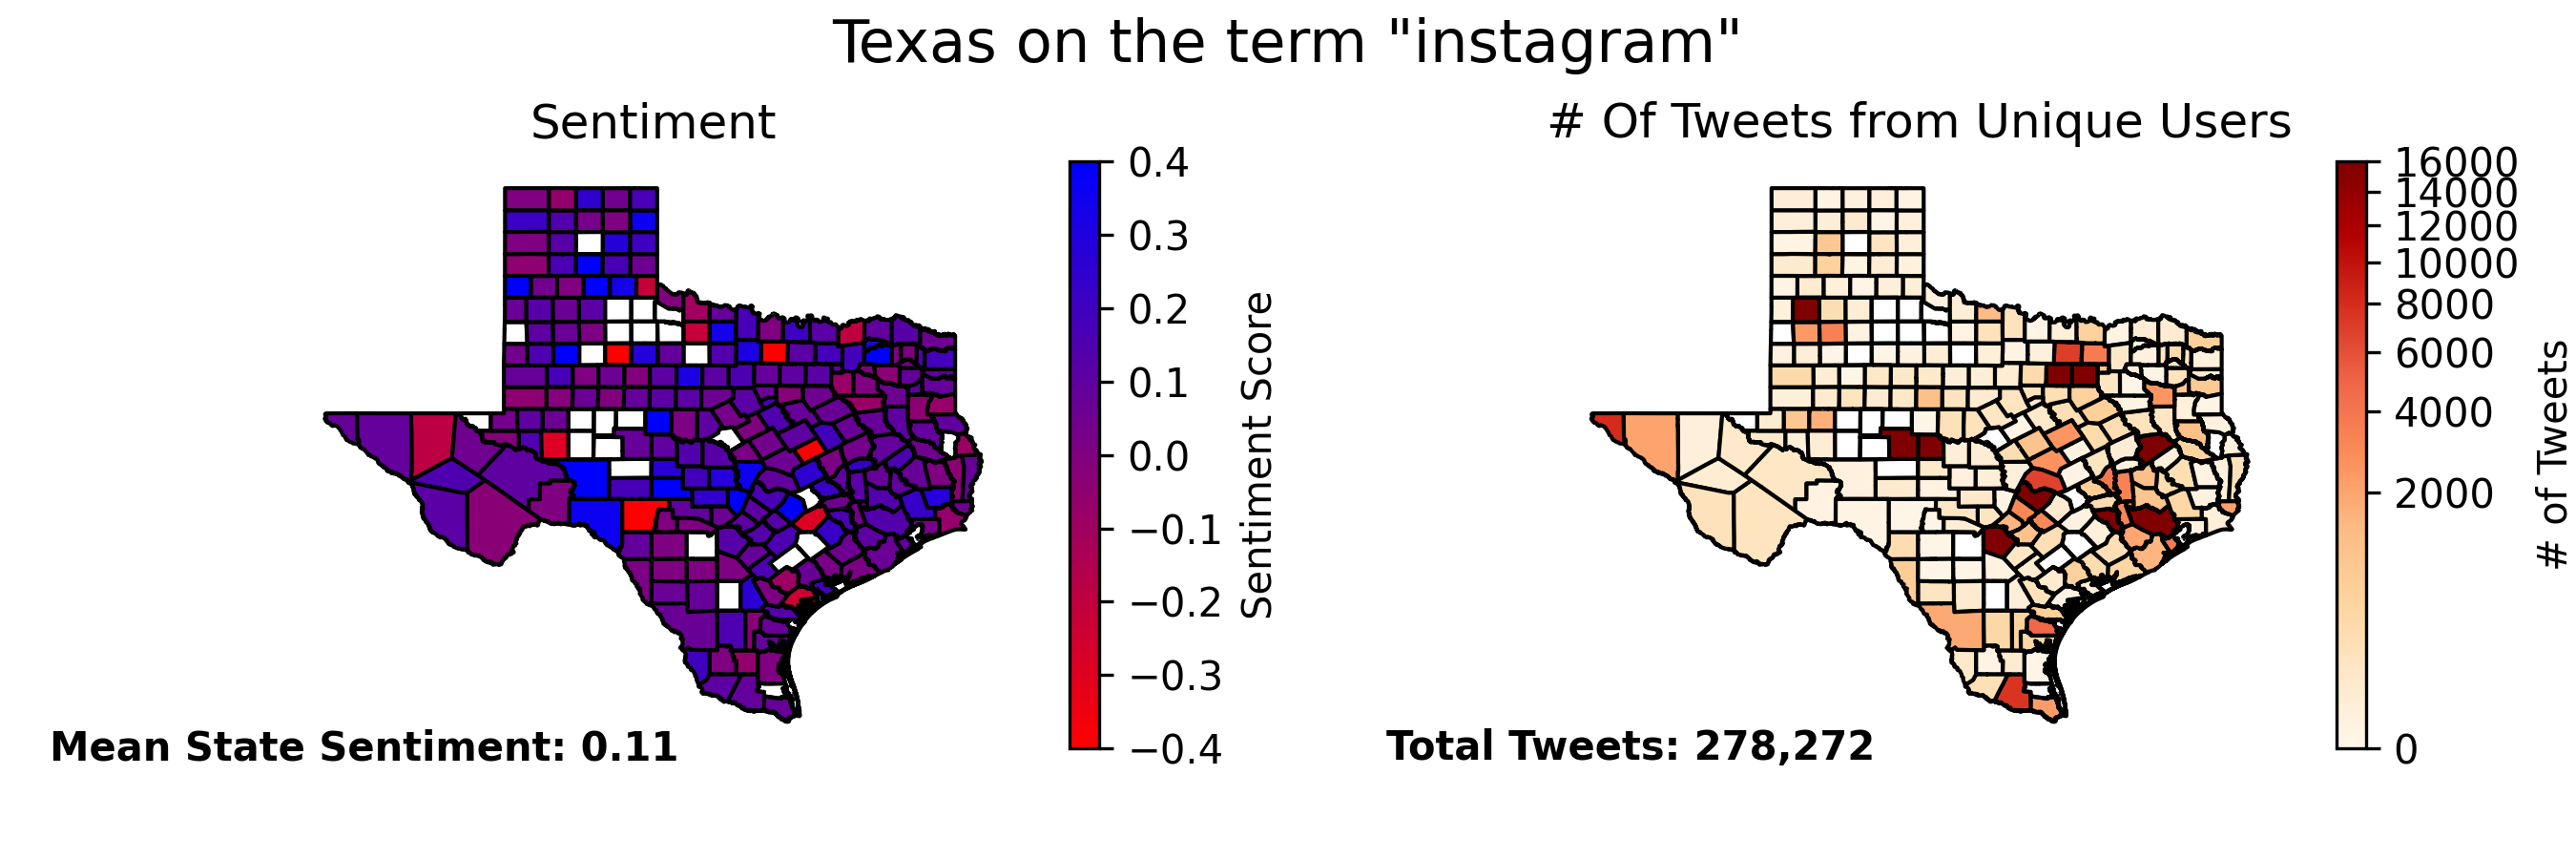 Texas on the term "instagram"
Sentiment
0.4
0.3
0.2
0.1
0.0
−0.1
−0.2
−0.3
−0.4
Sentiment Score
Mean State Sentiment: 0.11
# Of Tweets from Unique Users
16000
14000
12000
10000
8000
6000
4000
2000
0
# of Tweets
Total Tweets: 278,272